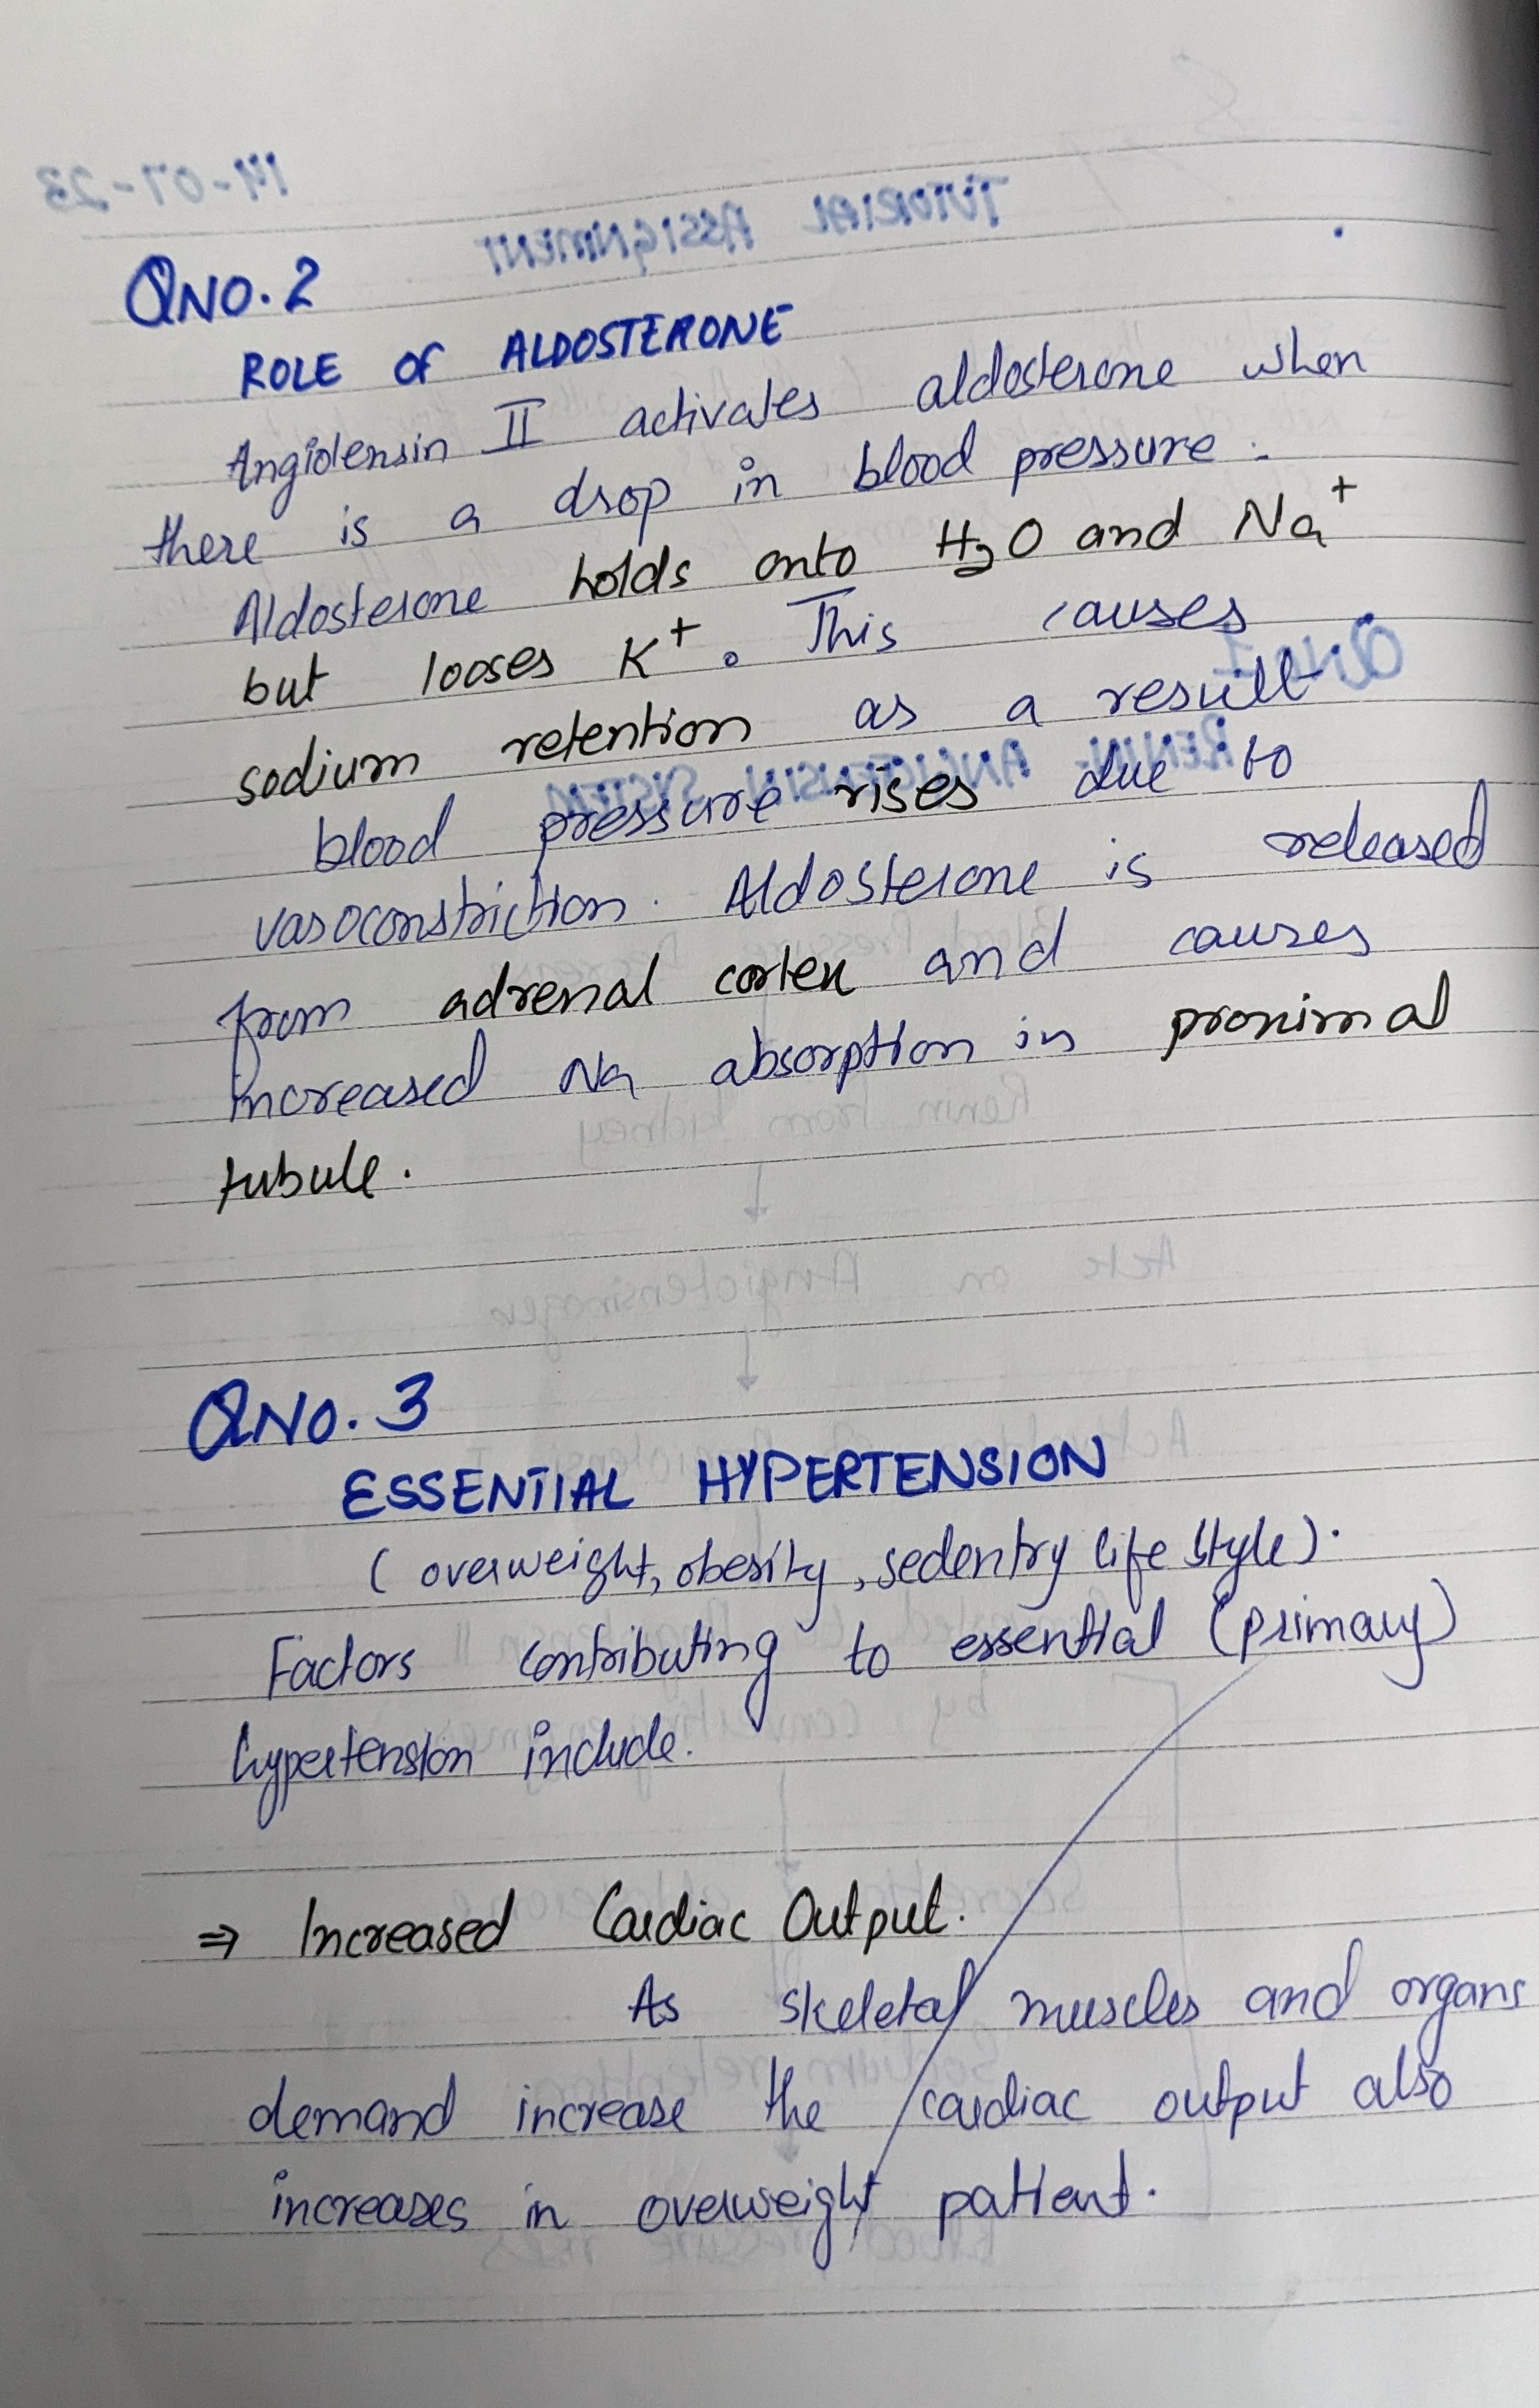 QNO. 2
ROLE Of ALDOSTERONE
Angiotensin II activates aldosterone when
there is a drop in blood pressure.
Aldosterone holds onto H2O and Na+
but looses K+. This causes
sodium retention as a result
blood pressure rises due to
vasoconstriction. Aldosterone is released
from adrenal cortex and causes
increased Na absorption in proximal
tubule.
QNO. 3
ESSENTIAL HYPERTENSION
(overweight, obesity, sedentry life style).
Factors contributing to essential (primary)
hypertension include.
⇒ Increased Cardiac Output.
As skeletal muscles and organs
demand increase the cardiac output also
increases in overweight patient.